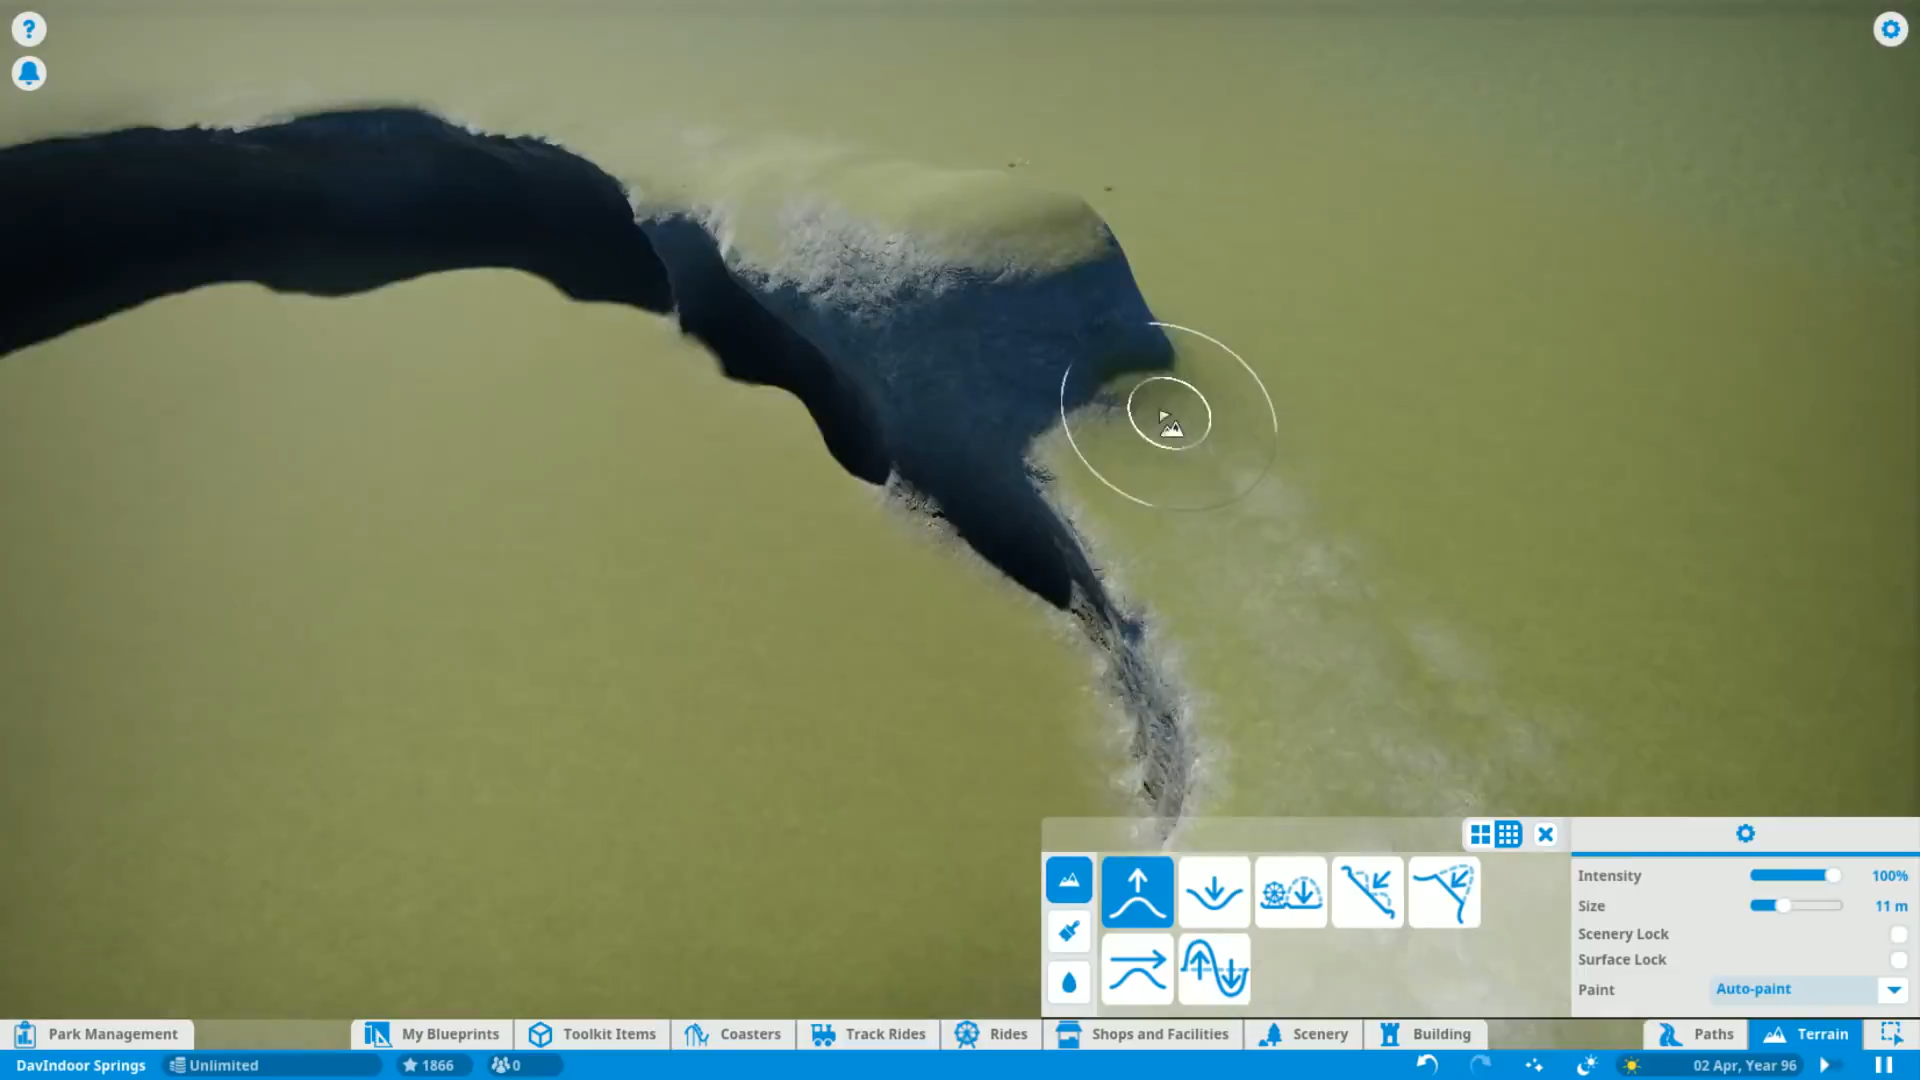 ?
Intensity 100%
Size 11 m
Scenery Lock
Surface Lock
Paint Auto-paint
Park Management My Blueprints Toolkit Items Coasters Track Rides Rides Shops and Facilities Scenery Building Paths Terrain
DavIndoor Springs Unlimited 1866 0 02 Apr, Year 96